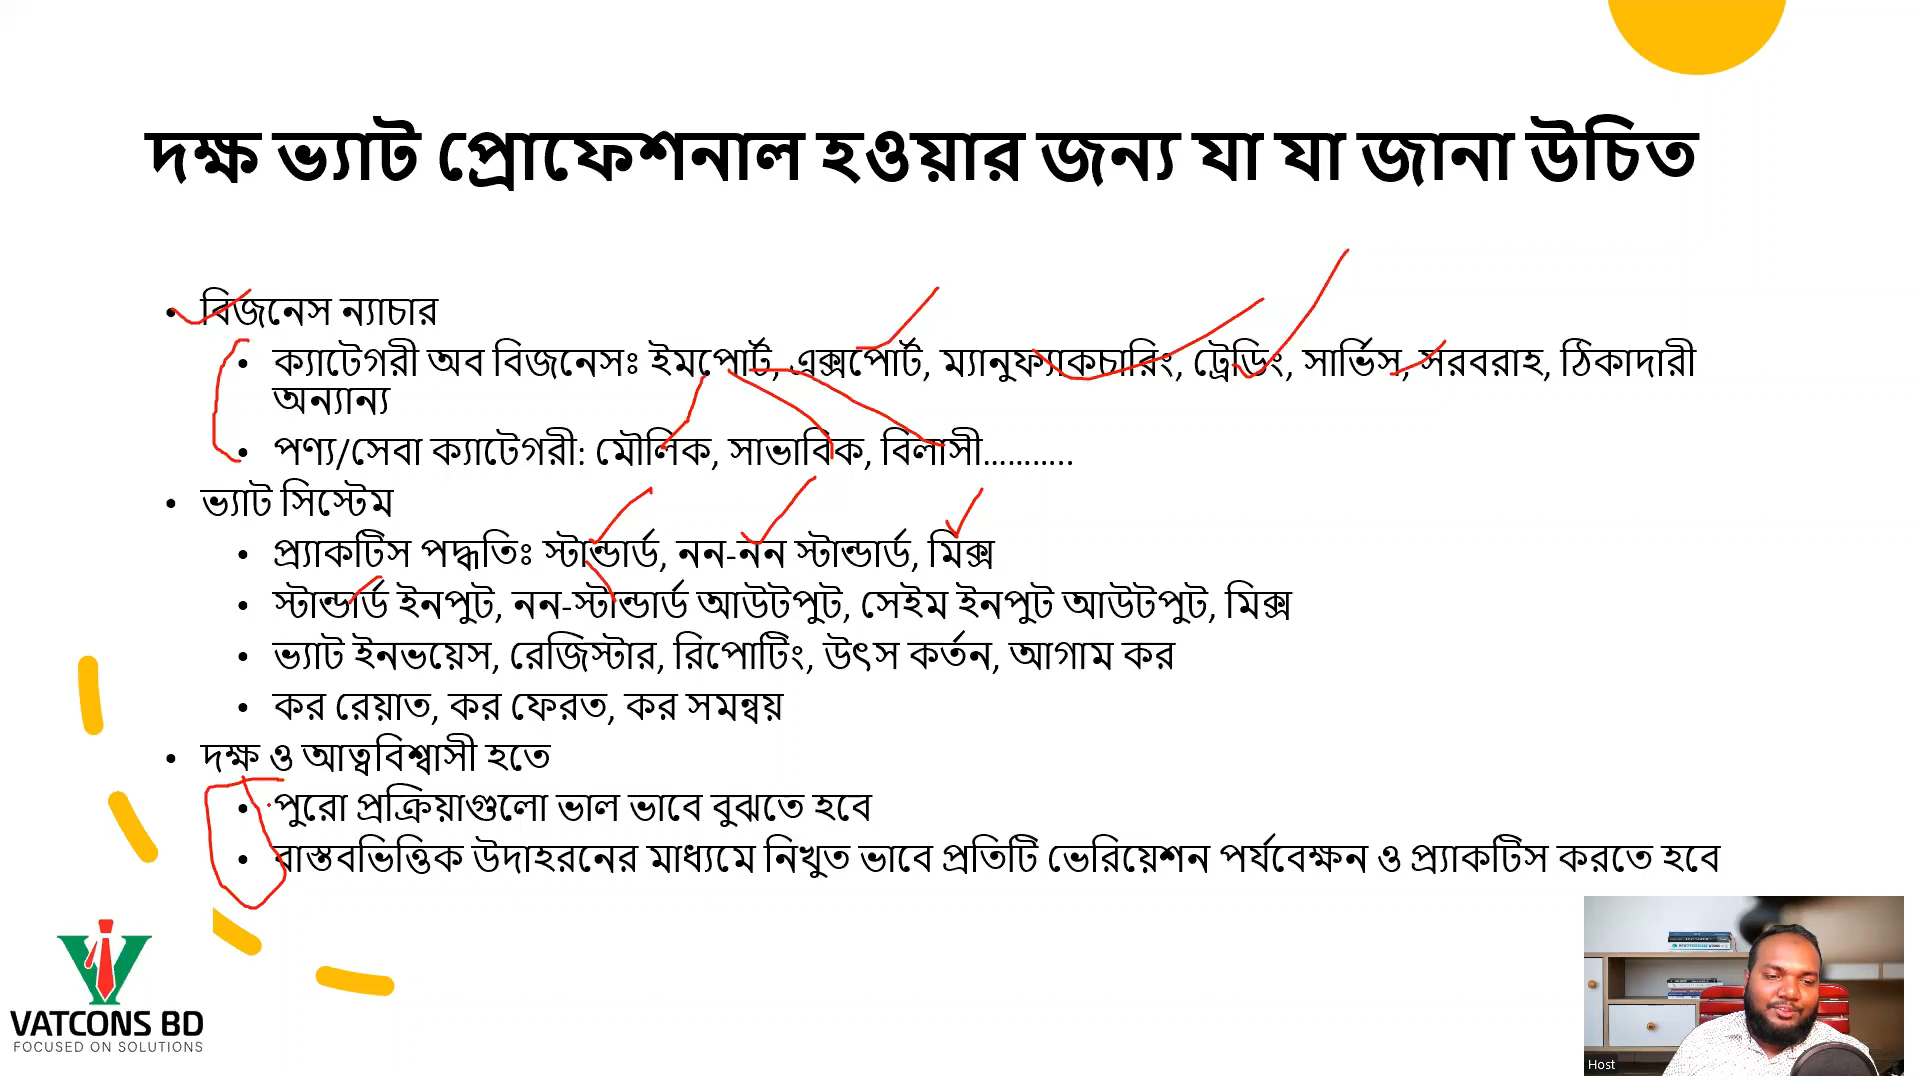 দক্ষ ভ্যাট প্রোফেশনাল হওয়ার জন্য যা যা জানা উচিত
• বিজনেস ন্যাচার
• ক্যাটেগরী অব বিজনেসঃ ইমপোর্ট, এক্সপোর্ট, ম্যানুফ্যাকচারিং, ট্রেডিং, সার্ভিস, সরবরাহ, ঠিকাদারী
অন্যান্য
• পণ্য/সেবা ক্যাটেগরী: মৌলিক, সাভাবিক, বিলাসী...........
• ভ্যাট সিস্টেম
• প্র্যাকটিস পদ্ধতিঃ স্টান্ডার্ড, নন-নন স্টান্ডার্ড, মিক্স
• স্টান্ডার্ড ইনপুট, নন-স্টান্ডার্ড আউটপুট, সেইম ইনপুট আউটপুট, মিক্স
• ভ্যাট ইনভয়েস, রেজিস্টার, রিপোটিং, উৎস কর্তন, আগাম কর
• কর রেয়াত, কর ফেরত, কর সমন্বয়
• দক্ষ ও আত্ববিশ্বাসী হতে
• পুরো প্রক্রিয়াগুলো ভাল ভাবে বুঝতে হবে
• বাস্তবভিত্তিক উদাহরনের মাধ্যমে নিখুত ভাবে প্রতিটি ভেরিয়েশন পর্যবেক্ষন ও প্র্যাকটিস করতে হবে
VATCONS BD
FOCUSED ON SOLUTIONS
Host